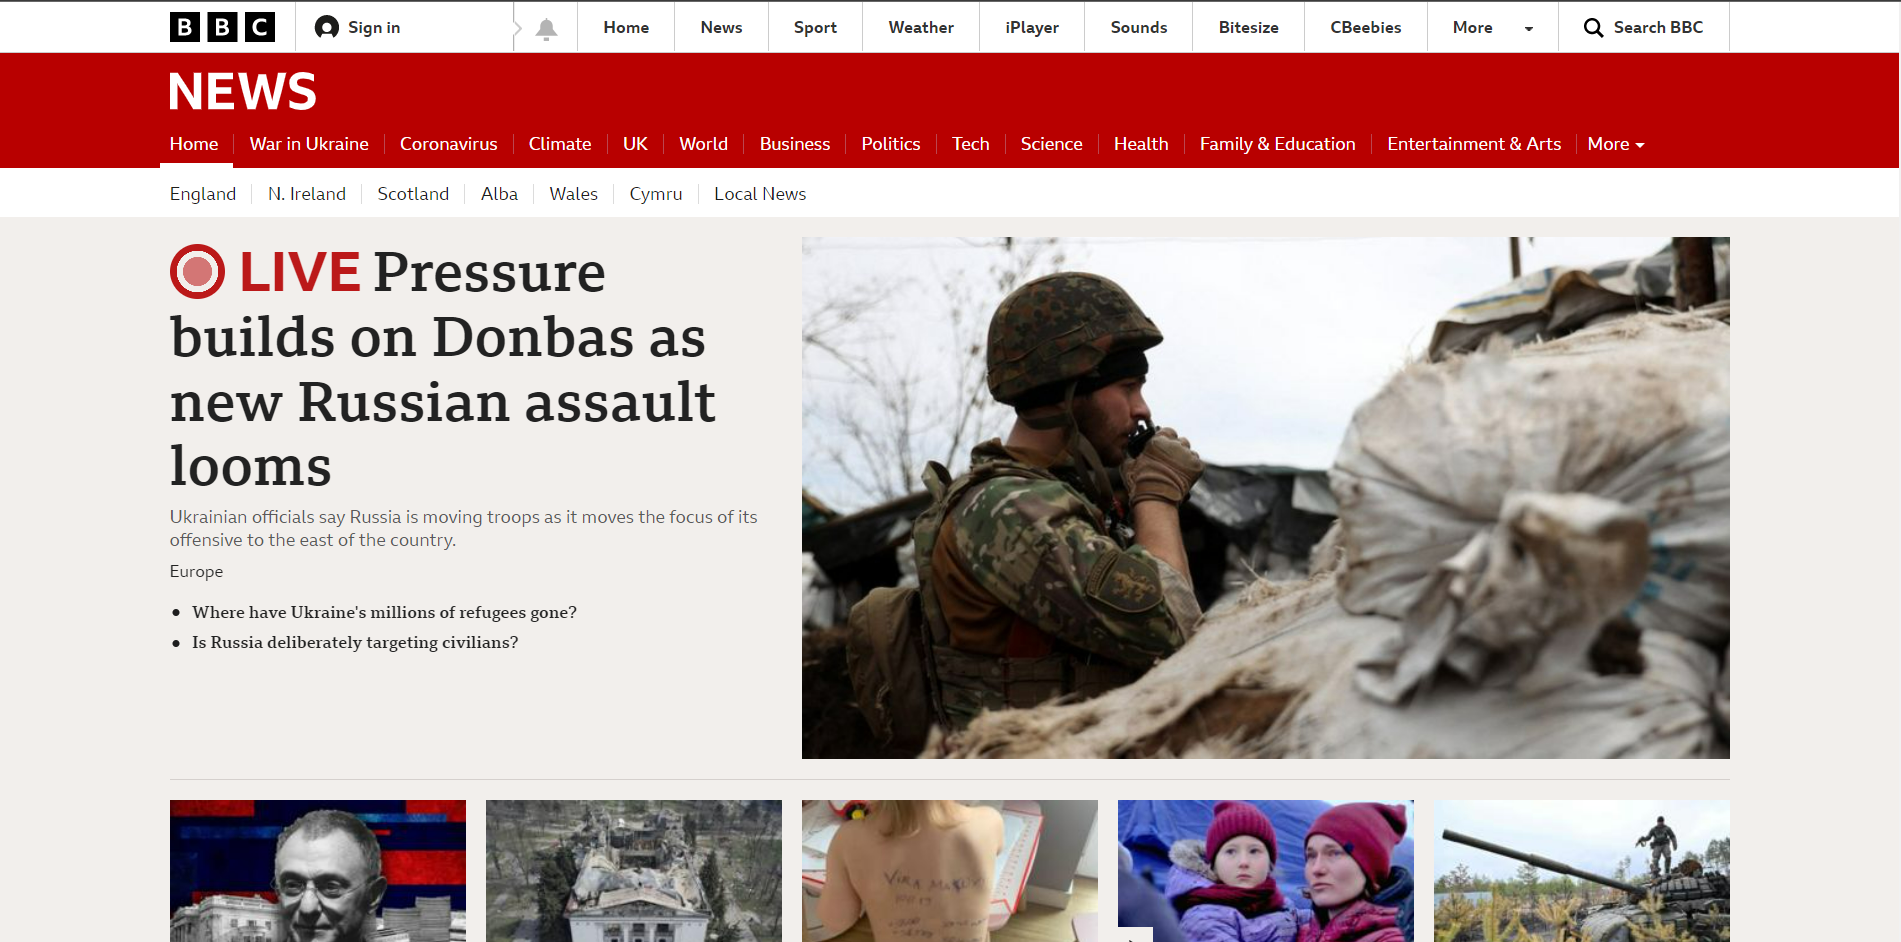 BBC Sign in Home News Sport Weather iPlayer Sounds Bitesize CBeebies More Search BBC
NEWS
Home War in Ukraine Coronavirus Climate UK World Business Politics Tech Science Health Family & Education Entertainment & Arts More
England N. Ireland Scotland Alba Wales Cymru Local News
LIVE Pressure
builds on Donbas as
new Russian assault
looms
Ukrainian officials say Russia is moving troops as it moves the focus of its
offensive to the east of the country.
Europe
Where have Ukraine's millions of refugees gone?
Is Russia deliberately targeting civilians?